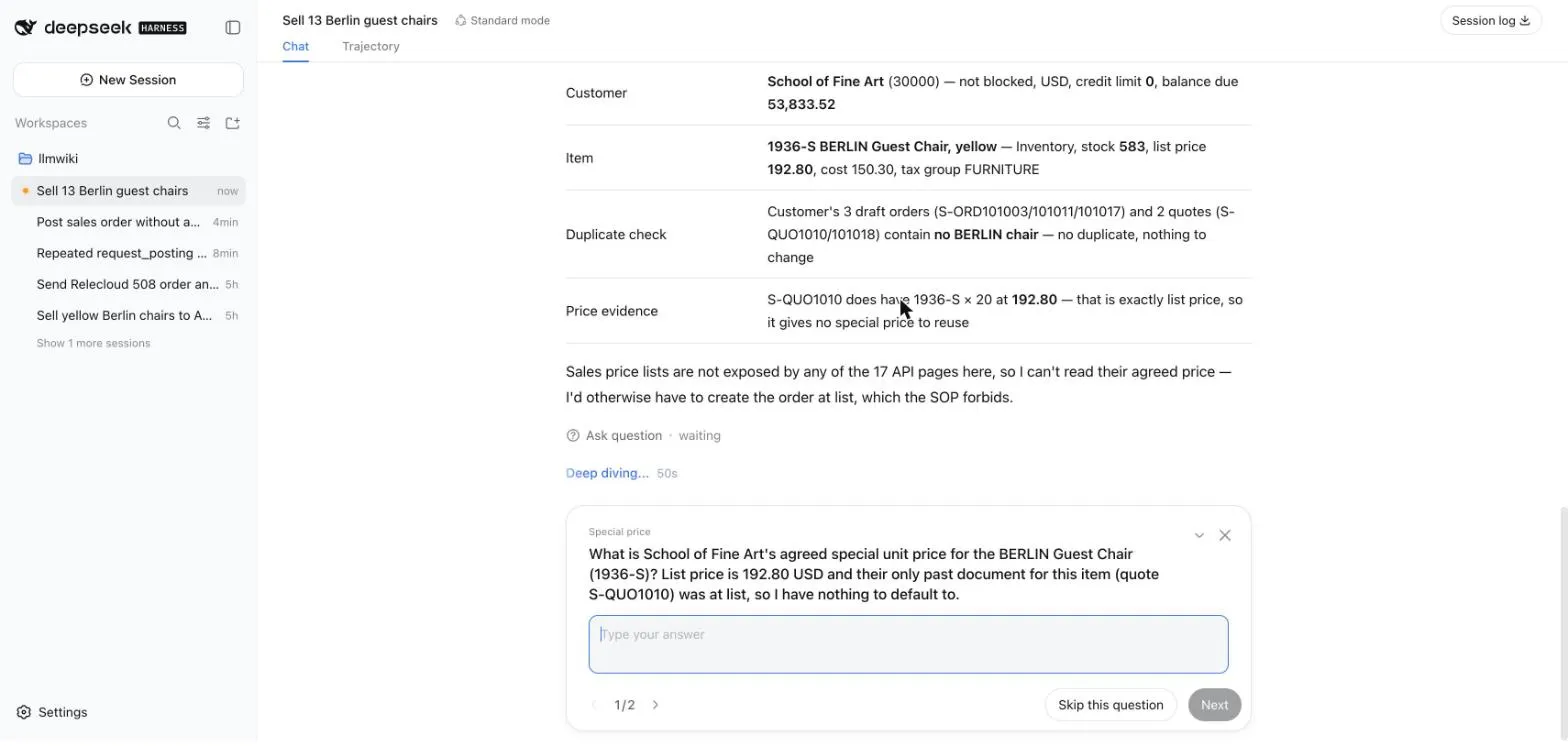 deepseek HARNESS
New Session
Workspaces
llmwiki
Sell 13 Berlin guest chairs now
Post sales order without a... 4min
Repeated request_posting ... 8min
Send Relecloud 508 order an... 5h
Sell yellow Berlin chairs to A... 5h
Show 1 more sessions
Settings
Sell 13 Berlin guest chairs Standard mode
Session log
Chat Trajectory
Customer
School of Fine Art (30000) — not blocked, USD, credit limit 0, balance due
53,833.52
Item
1936-S BERLIN Guest Chair, yellow — Inventory, stock 583, list price
192.80, cost 150.30, tax group FURNITURE
Duplicate check
Customer's 3 draft orders (S-ORD101003/101011/101017) and 2 quotes (S-
QUO1010/101018) contain no BERLIN chair — no duplicate, nothing to
change
Price evidence
S-QUO1010 does have 1936-S × 20 at 192.80 — that is exactly list price, so
it gives no special price to reuse
Sales price lists are not exposed by any of the 17 API pages here, so I can't read their agreed price —
I'd otherwise have to create the order at list, which the SOP forbids.
Ask question · waiting
Deep diving... 50s
Special price
What is School of Fine Art's agreed special unit price for the BERLIN Guest Chair
(1936-S)? List price is 192.80 USD and their only past document for this item (quote
S-QUO1010) was at list, so I have nothing to default to.
Type your answer
1/2
Skip this question
Next